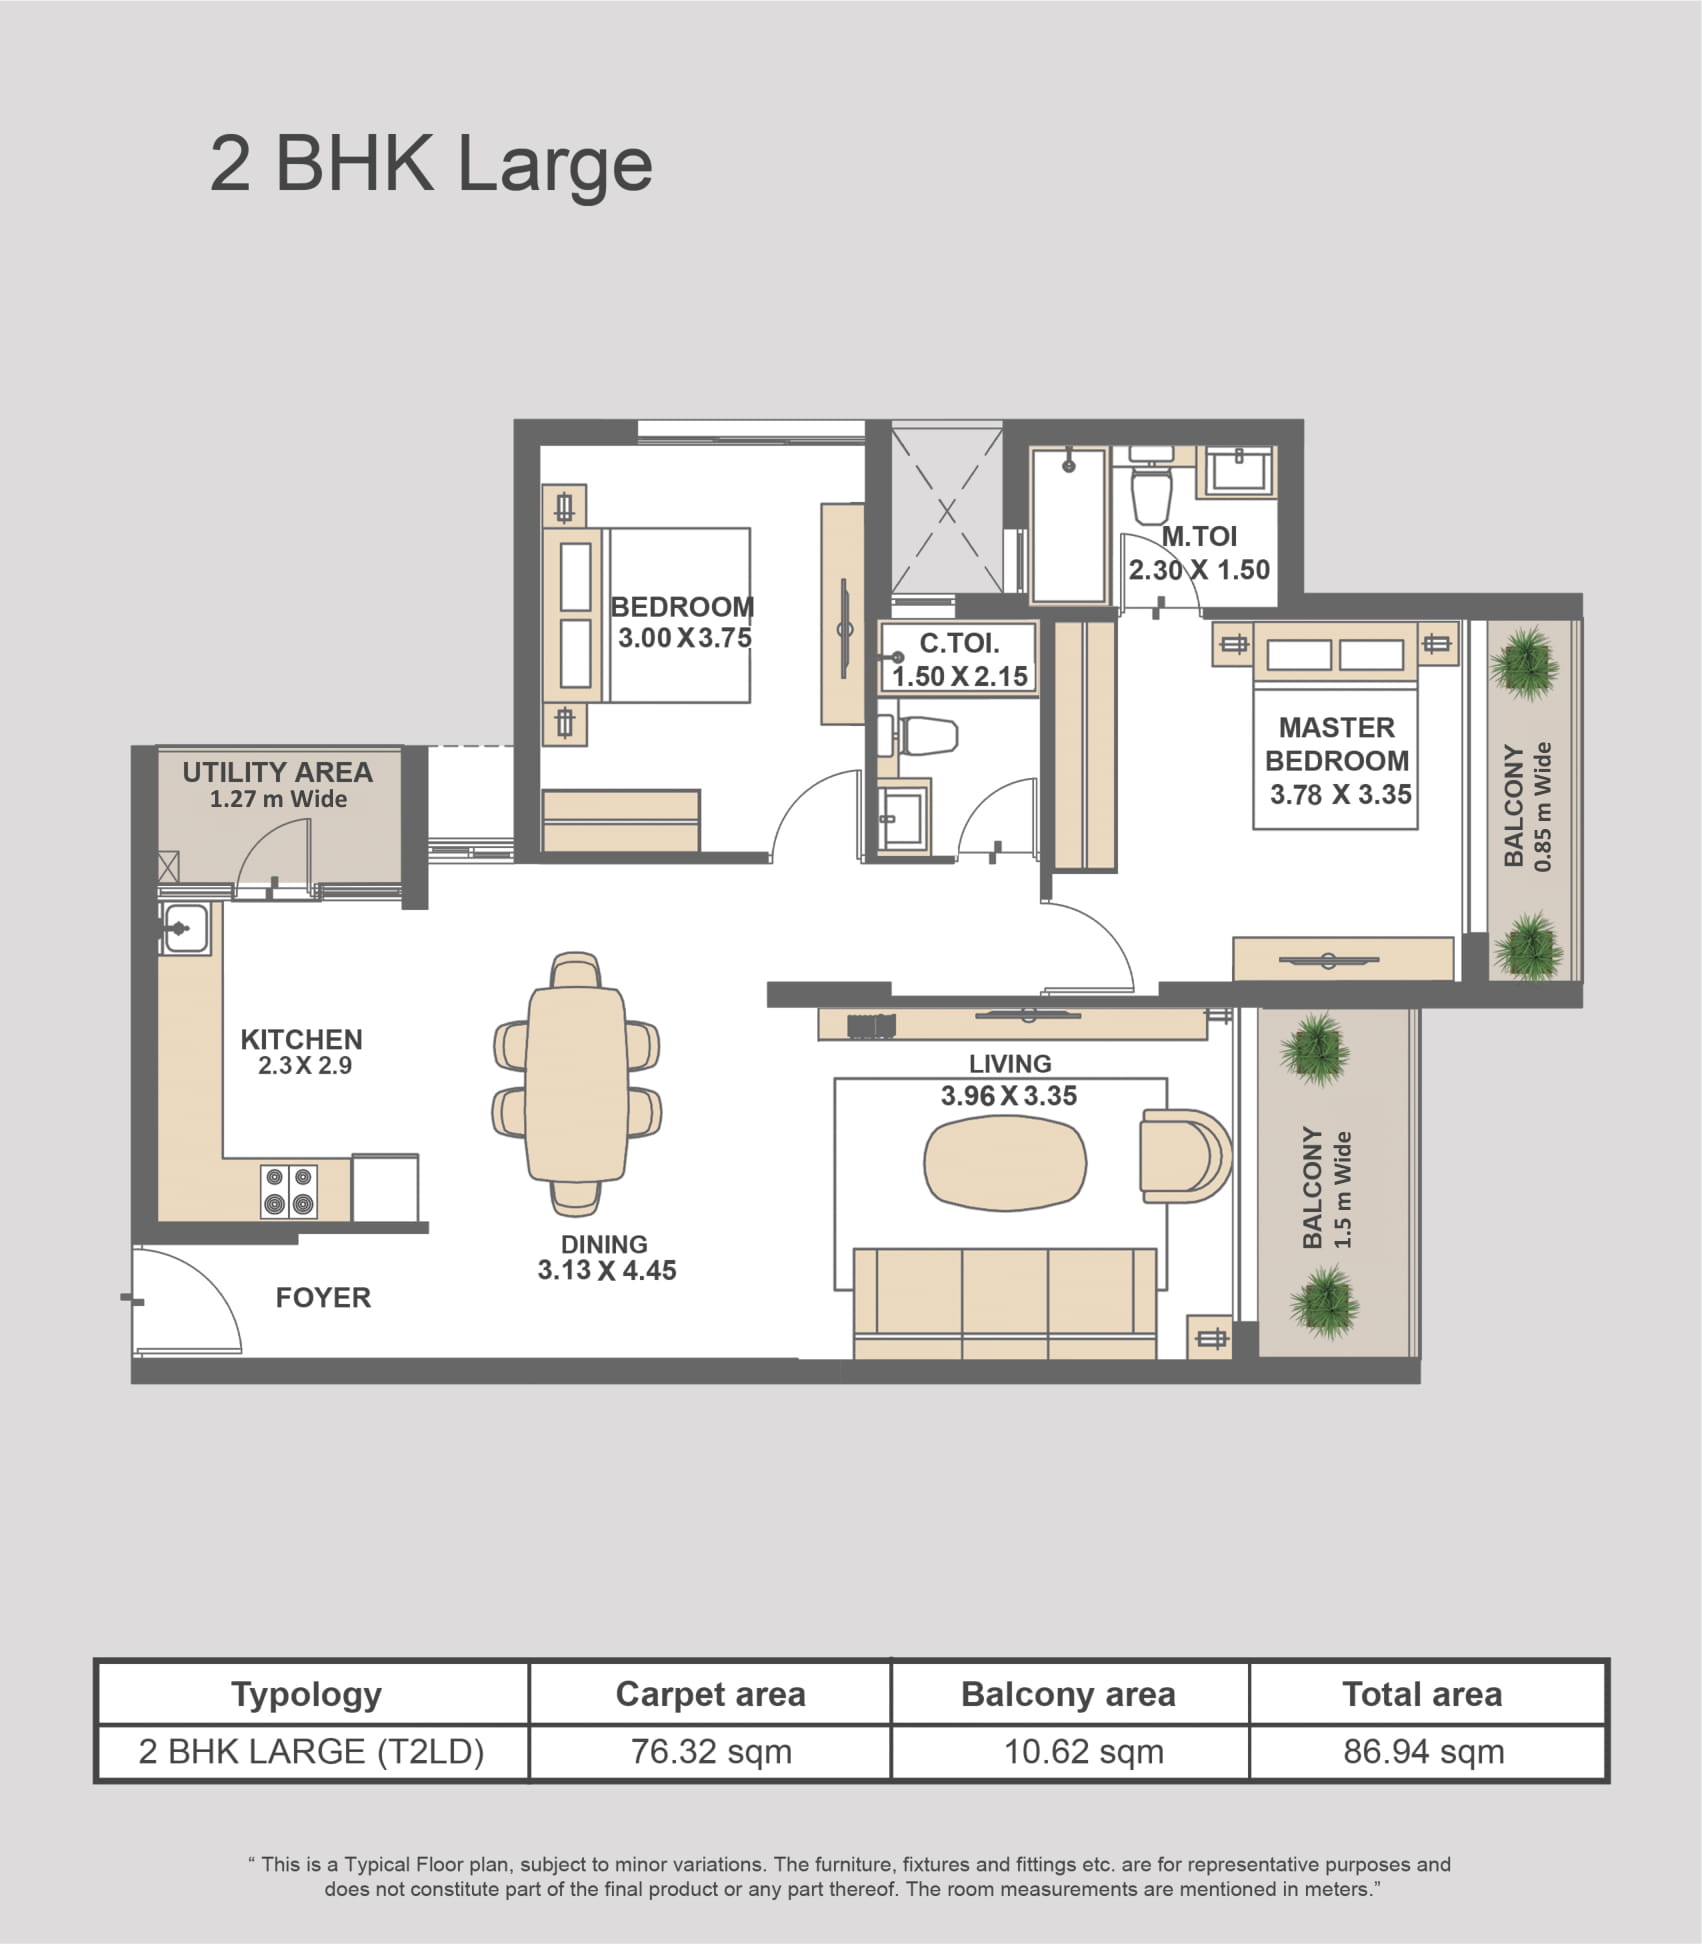 2 BHK Large
M.TOI
2.30 X 1.50
BEDROOM
3.00 X 3.75
C.TOI.
1.50 X 2.15
MASTER
BEDROOM
3.78 X 3.35
BALCONY
0.85 m Wide
UTILITY AREA
1.27 m Wide
KITCHEN
2.3 X 2.9
LIVING
3.96 X 3.35
BALCONY
1.5 m Wide
DINING
3.13 X 4.45
FOYER
Typology Carpet area Balcony area Total area
2 BHK LARGE (T2LD) 76.32 sqm 10.62 sqm 86.94 sqm
“ This is a Typical Floor plan, subject to minor variations. The furniture, fixtures and fittings etc. are for representative purposes and
does not constitute part of the final product or any part thereof. The room measurements are mentioned in meters.”